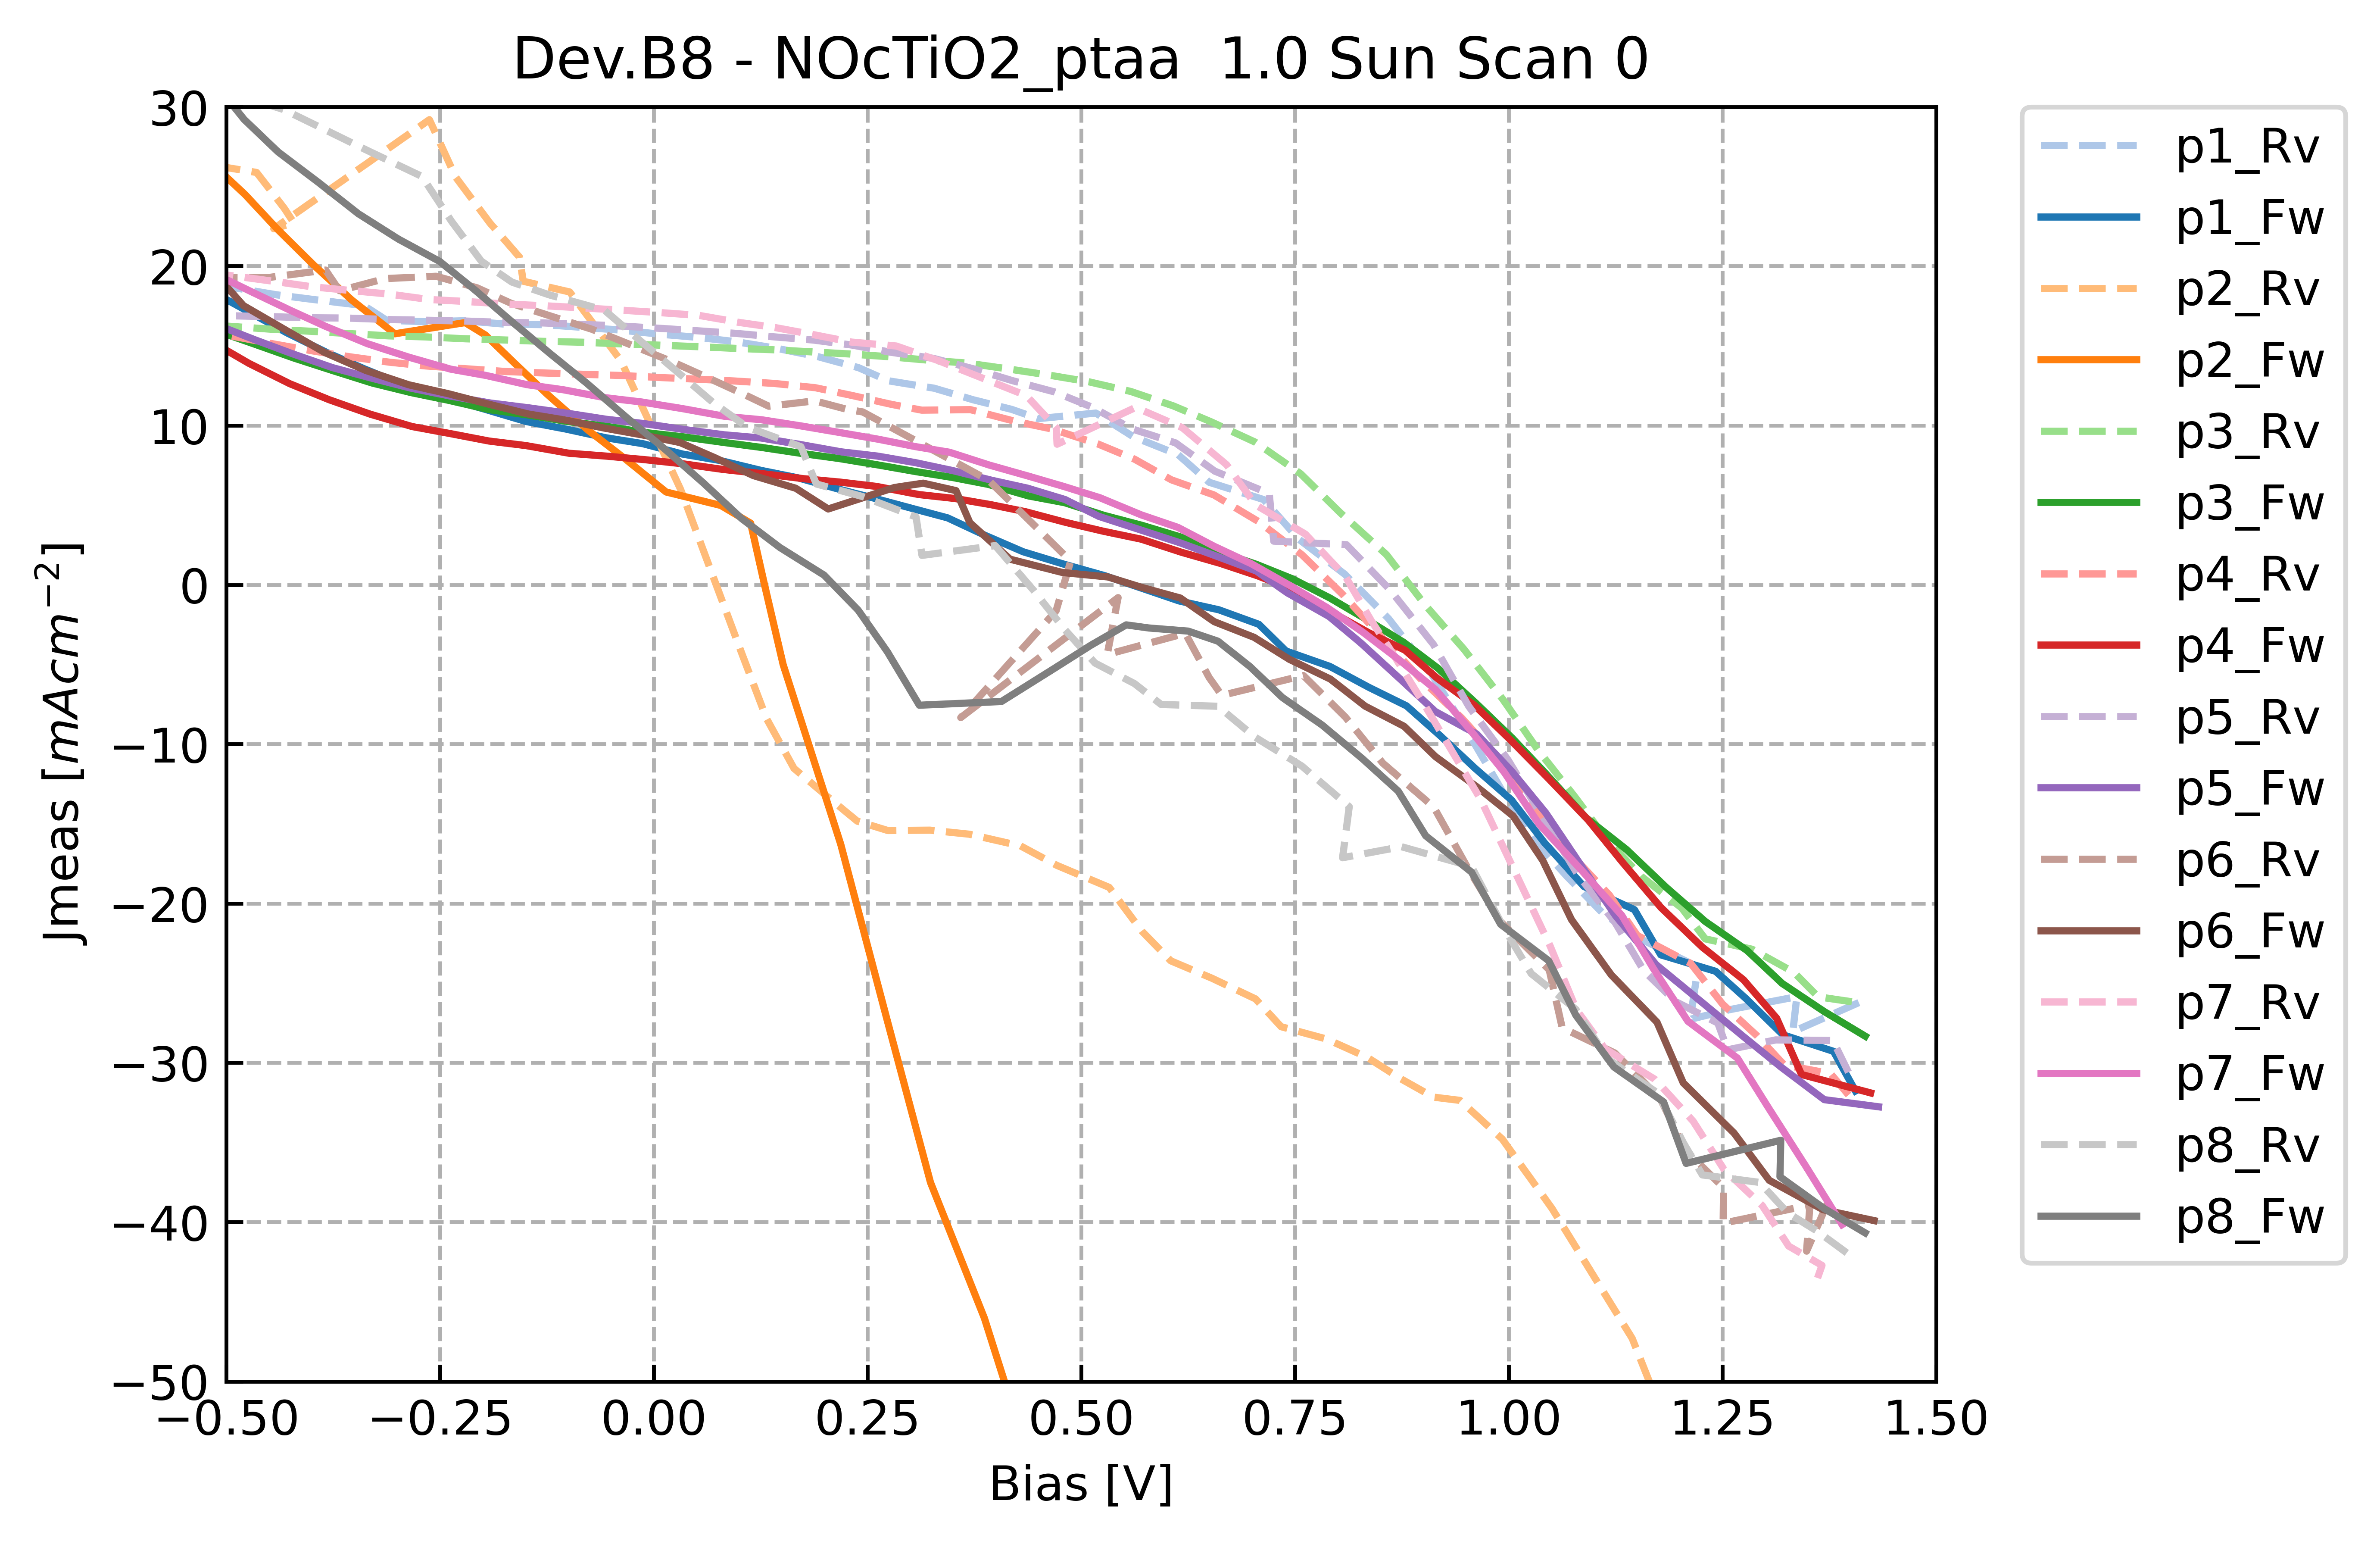 Dev.B8 - NOcTiO2_ptaa  1.0 Sun Scan 0
30
20
10
0
−10
−20
−30
−40
−50
Jmeas [mAcm⁻²]
−0.50 −0.25 0.00 0.25 0.50 0.75 1.00 1.25 1.50
Bias [V]
p1_Rv
p1_Fw
p2_Rv
p2_Fw
p3_Rv
p3_Fw
p4_Rv
p4_Fw
p5_Rv
p5_Fw
p6_Rv
p6_Fw
p7_Rv
p7_Fw
p8_Rv
p8_Fw